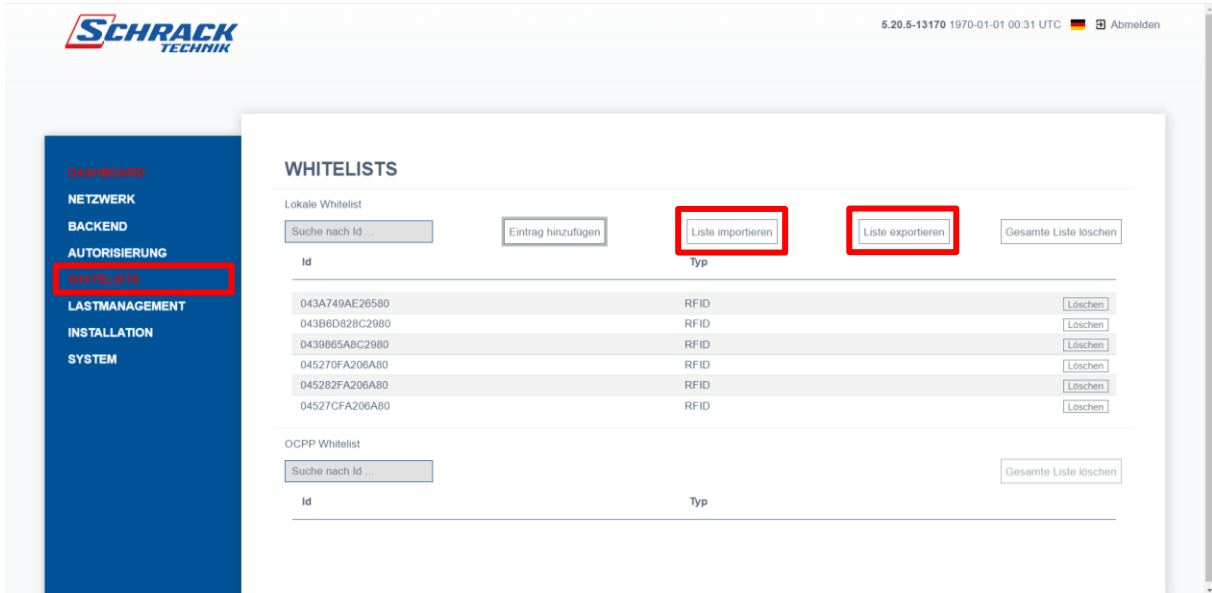 SCHRACK
TECHNIK
5.20.5-13170 1970-01-01 00:31 UTC Abmelden
DASHBOARD
NETZWERK
BACKEND
AUTORISIERUNG
WHITELISTS
LASTMANAGEMENT
INSTALLATION
SYSTEM
WHITELISTS
Lokale Whitelist
Suche nach Id ... Eintrag hinzufügen Liste importieren Liste exportieren Gesamte Liste löschen
Id Typ
043A749AE26580 RFID Löschen
043B6D828C2980 RFID Löschen
0439865A8C2980 RFID Löschen
045270FA206A80 RFID Löschen
045282FA206A80 RFID Löschen
04527CFA206A80 RFID Löschen
OCPP Whitelist
Suche nach Id ... Gesamte Liste löschen
Id Typ